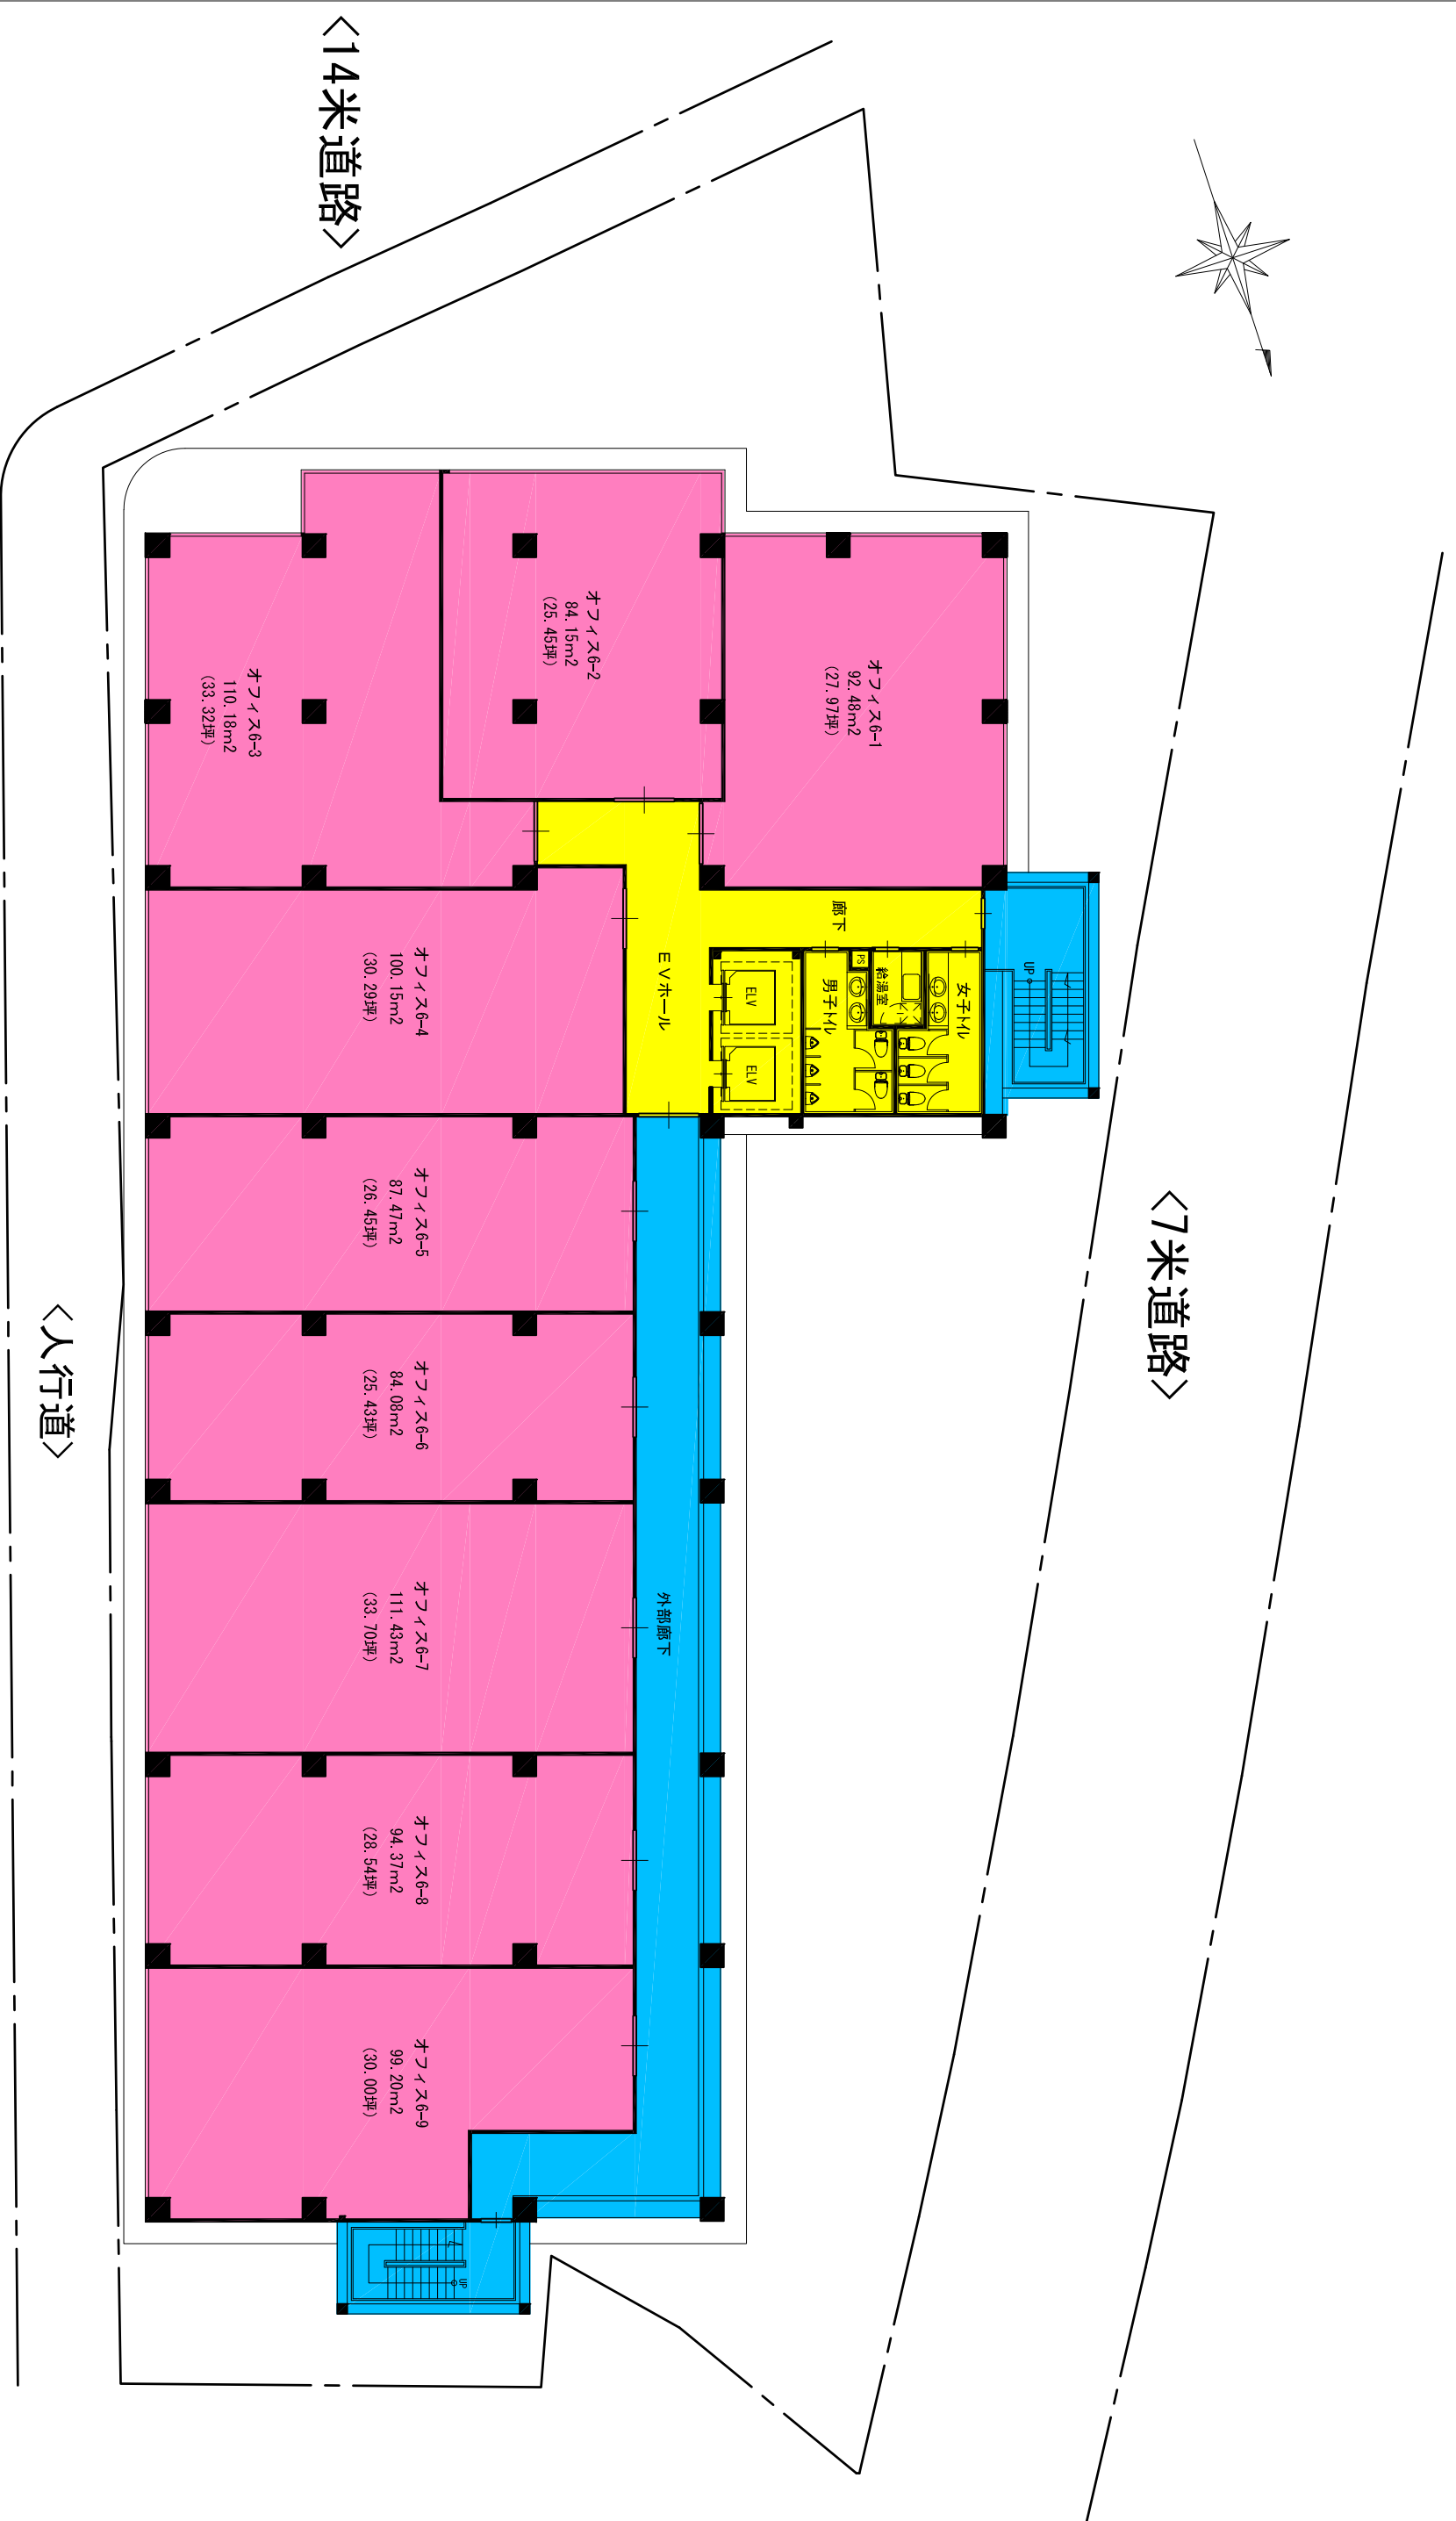 <14米道路>
<7米道路>
<人行道>
オフィス6-1
92.48m2
(27.97坪)
オフィス6-2
84.15m2
(25.45坪)
オフィス6-3
110.18m2
(33.32坪)
オフィス6-4
100.15m2
(30.29坪)
オフィス6-5
87.47m2
(26.45坪)
オフィス6-6
84.08m2
(25.43坪)
オフィス6-7
111.43m2
(33.70坪)
オフィス6-8
94.37m2
(28.54坪)
オフィス6-9
99.20m2
(30.00坪)
廊下
EVホール
ELV
ELV
PS
給湯室
男子トイレ
女子トイレ
UP
外部廊下
UP